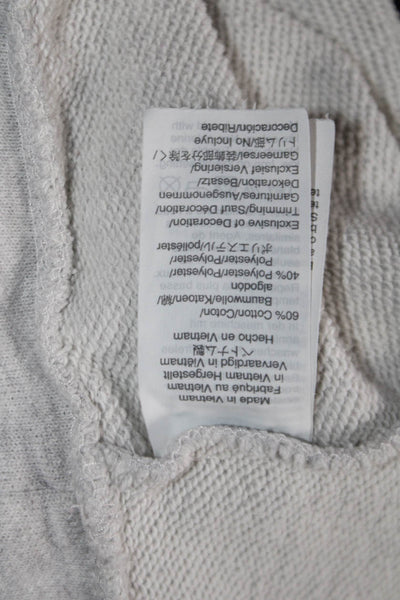 Made in Vietnam
Fabriqué au Vietnam
in Vietnam Hergestellt
Vervaardigd in Viëtnam
ベトナム製
Hecho en Vietnam
60% Cotton/Coton/
Baumwolle/Katoen/綿/
Algodon
40% Polyester/Polyester/
Polyester/Polyester/
ポリエステル/poliéster
Exclusive of Decoration/
Trimming/ Sauf Décoration/
Garnitures/Ausgenommen
Dekoration/Besatz/
Exclusief Versiering/
Garneersel/装飾部分を除く/
トリム部/No Incluye
Decoración/Ribete